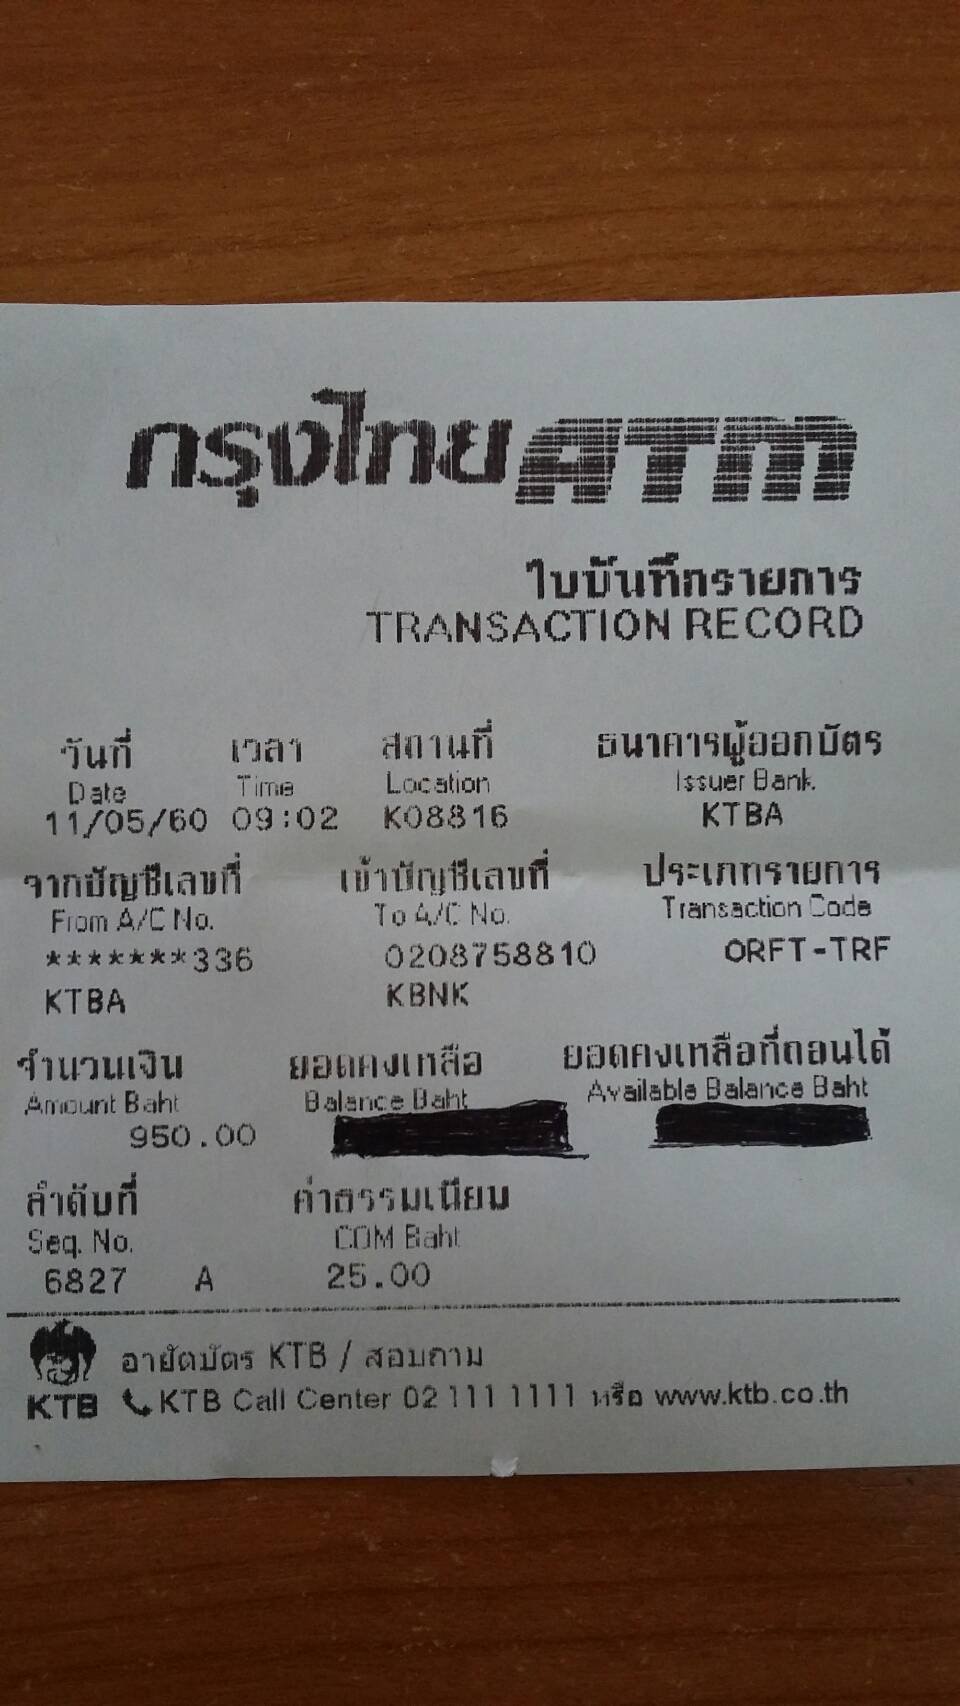 กรุงไทย ATM
ใบบันทึกรายการ
TRANSACTION RECORD
วันที่ เวลา สถานที่ ธนาคารผู้ออกบัตร
Date Time Location Issuer Bank
11/05/60 09:02 K08816 KTBA
จากบัญชีเลขที่ เข้าบัญชีเลขที่ ประเภทรายการ
From A/C No. To A/C No. Transaction Code
*******336 0208758810 ORFT-TRF
KTBA KBNK
จำนวนเงิน ยอดคงเหลือ ยอดคงเหลือที่ถอนได้
Amount Baht Balance Baht Available Balance Baht
950.00
ลำดับที่ ค่าธรรมเนียม
Seq. No. COM Baht
6827 A 25.00
อายัดบัตร KTB / สอบถาม
KTB KTB Call Center 02 111 1111 หรือ www.ktb.co.th